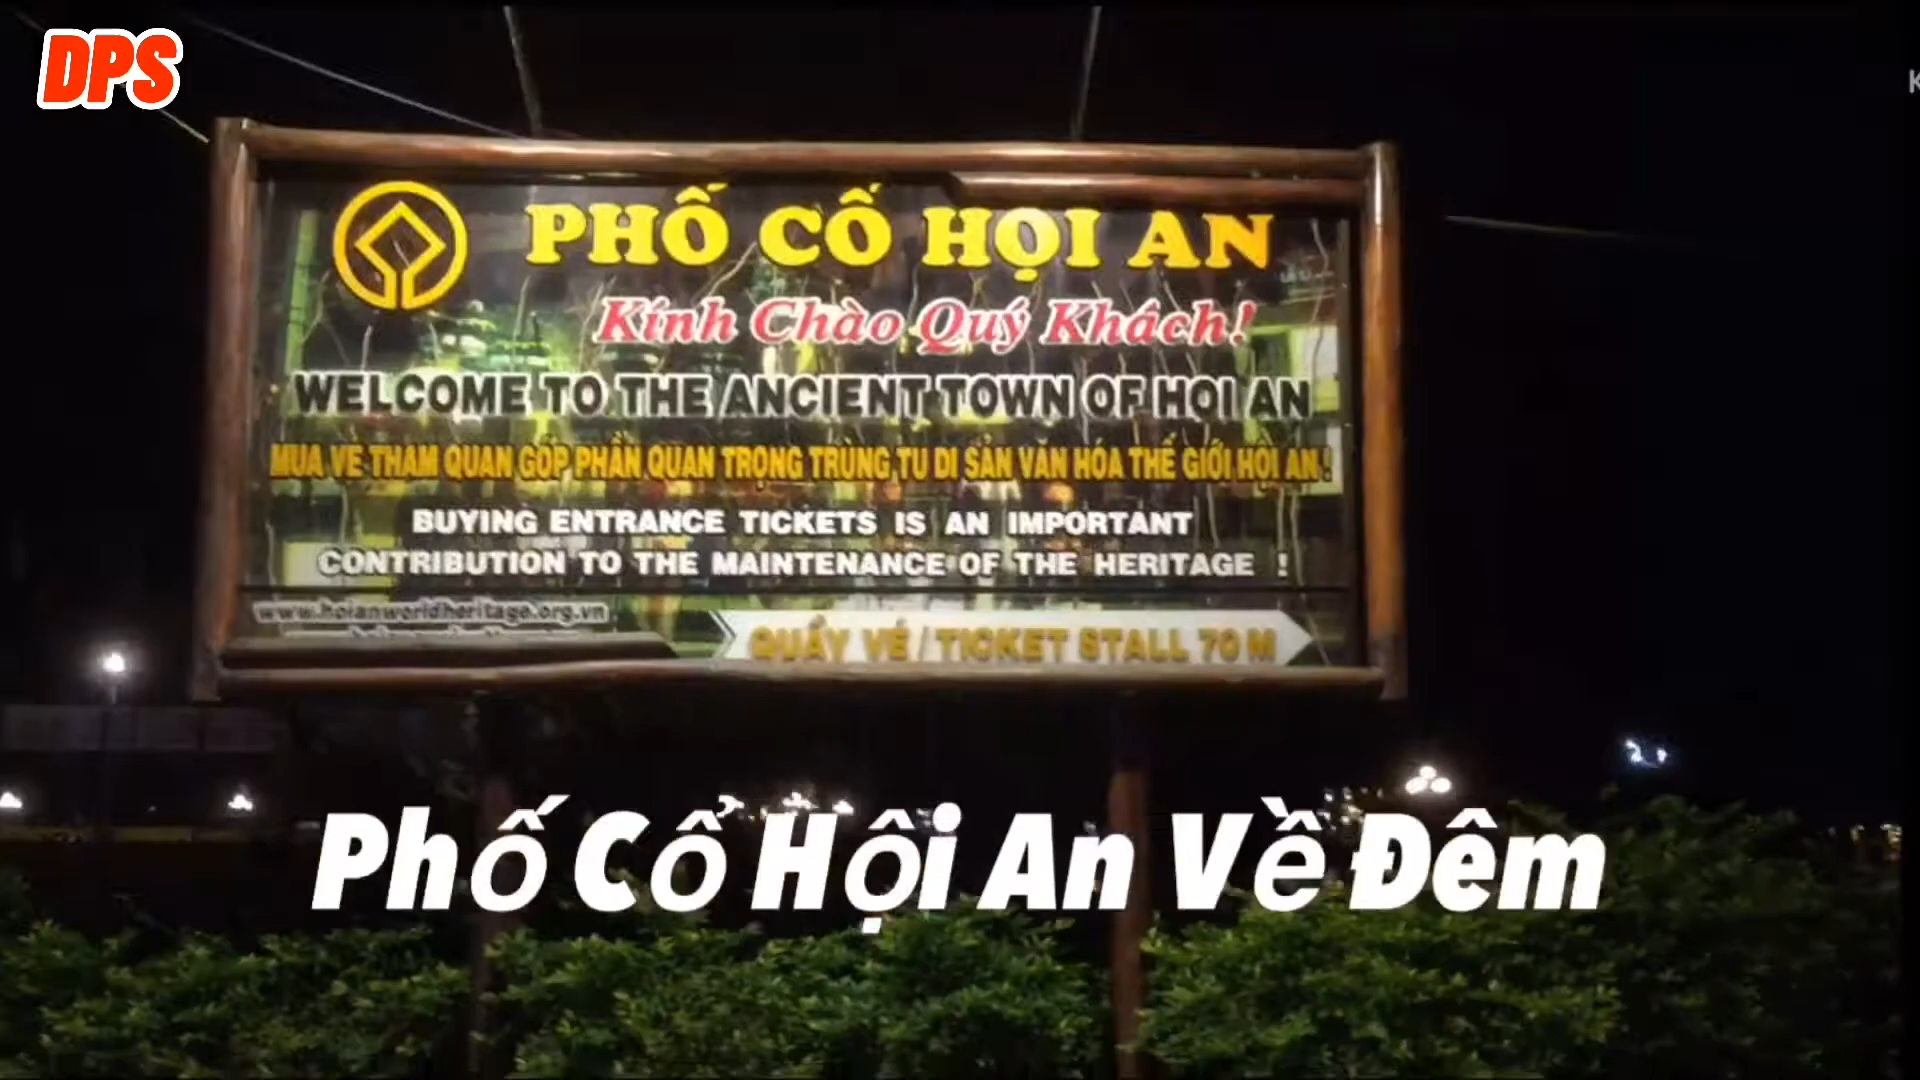 DPS
PHỐ CỔ HỘI AN
Kính Chào Quý Khách!
WELCOME TO THE ANCIENT TOWN OF HOI AN
MUA VÉ THAM QUAN GÓP PHẦN QUAN TRỌNG TRÙNG TU DI SẢN VĂN HÓA THẾ GIỚI HỘI AN !
BUYING ENTRANCE TICKETS IS AN IMPORTANT
CONTRIBUTION TO THE MAINTENANCE OF THE HERITAGE !
www.hoianworldheritage.org.vn
QUẦY VÉ / TICKET STALL 70 M
Phố Cổ Hội An Về Đêm